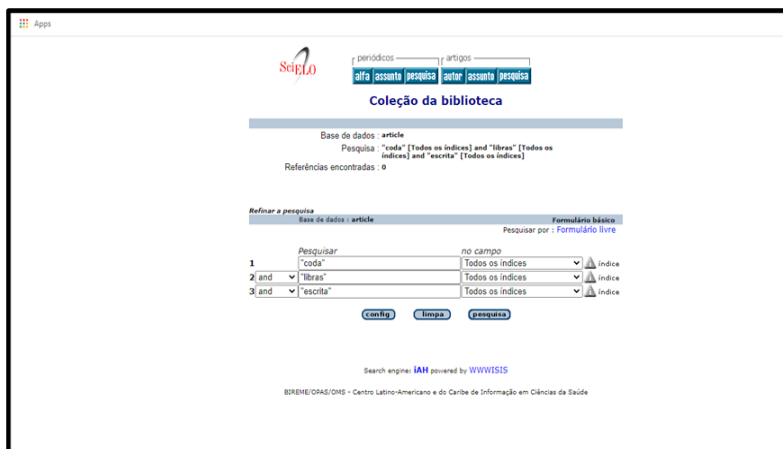 Apps
SciELO
periódicos artigos
alfa assunto pesquisa autor assunto pesquisa
Coleção da biblioteca
Base de dados : article
Pesquisa : "coda" [Todos os índices] and "libras" [Todos os
índices] and "escrita" [Todos os índices]
Referências encontradas : 0
Refinar a pesquisa
Base de dados : article Formulário básico
Pesquisar por : Formulário livre
Pesquisar no campo
1 "coda" Todos os índices índice
2 and "libras" Todos os índices índice
3 and "escrita" Todos os índices índice
config limpa pesquisa
Search engine: iAH powered by WWWISIS
BIREME/OPAS/OMS - Centro Latino-Americano e do Caribe de Informação em Ciências da Saúde